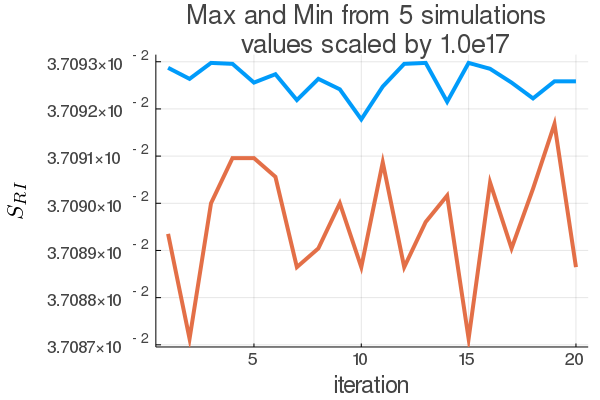 Max and Min from 5 simulations
values scaled by 1.0e17
3.7093×10 - 2
3.7092×10 - 2
3.7091×10 - 2
3.7090×10 - 2
3.7089×10 - 2
3.7088×10 - 2
3.7087×10 - 2
S_RI
5 10 15 20
iteration